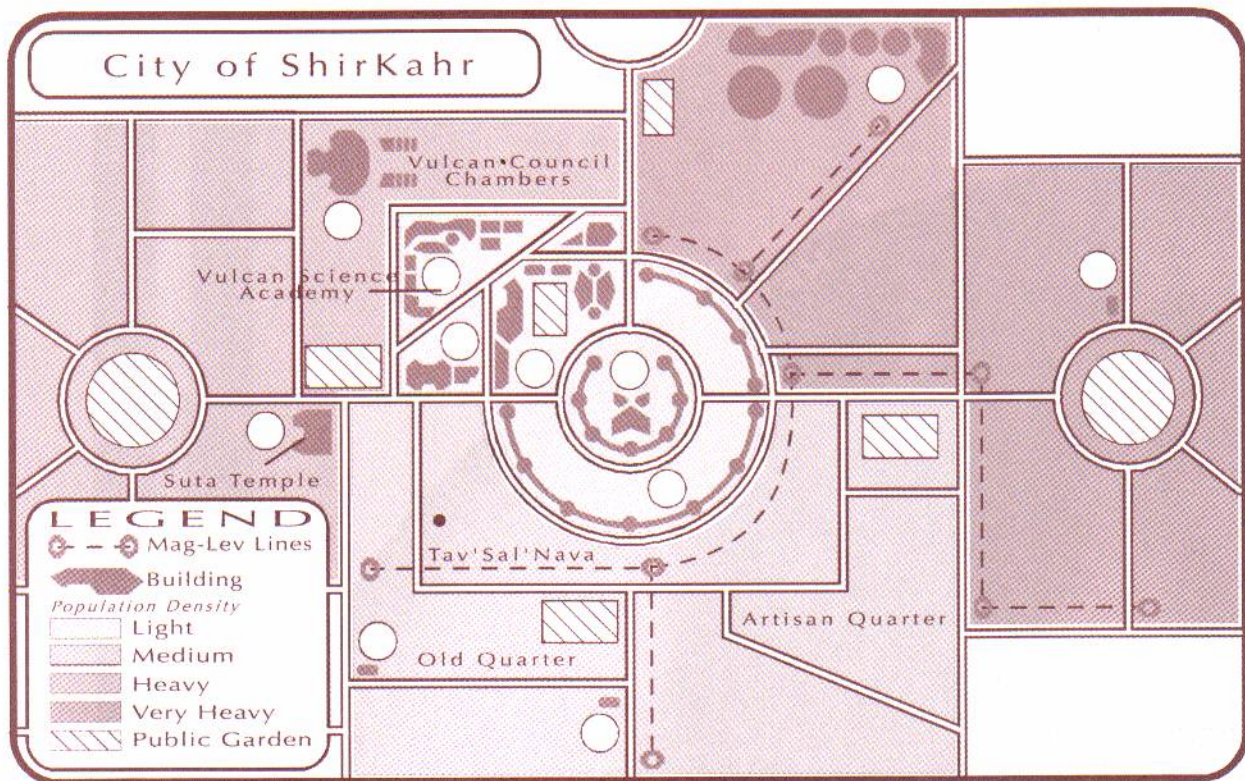 City of ShirKahr
Vulcan•Council
Chambers
Vulcan Science
Academy
Suta Temple
Tav'Sal'Nava
Artisan Quarter
Old Quarter
LEGEND
Mag-Lev Lines
Building
Population Density
Light
Medium
Heavy
Very Heavy
Public Garden